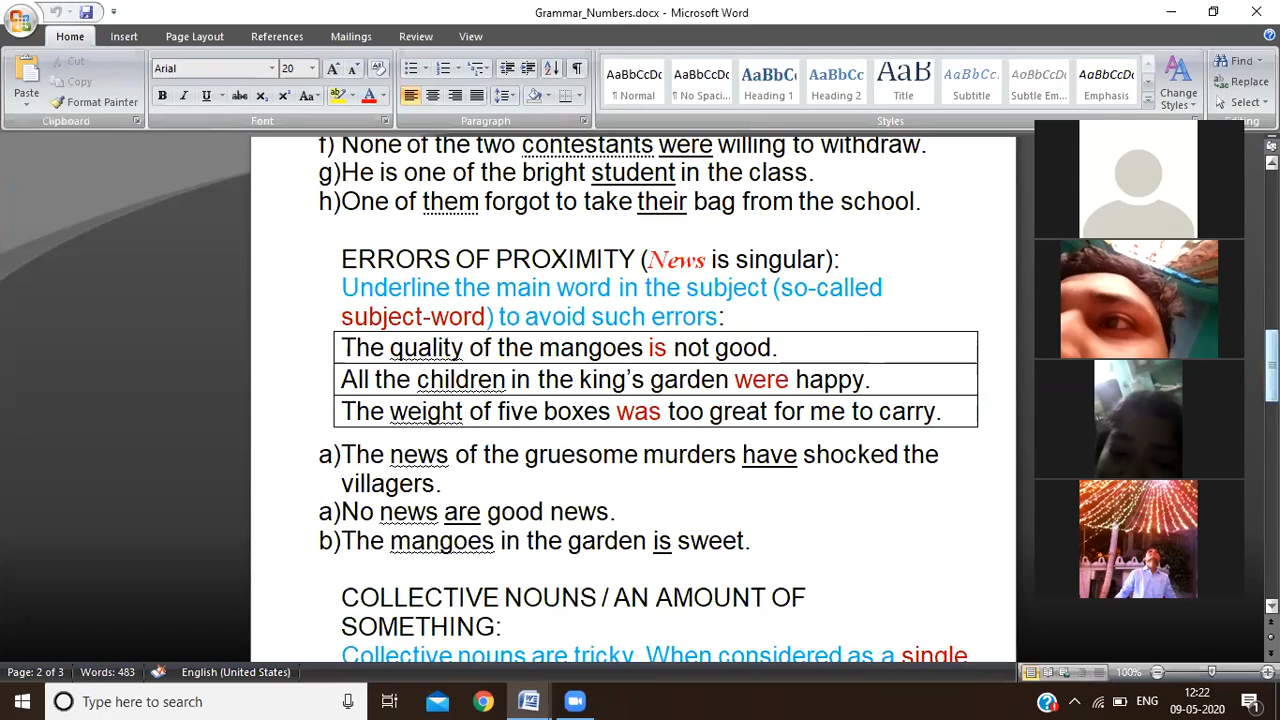 Grammar_Numbers.docx - Microsoft Word
Home Insert Page Layout References Mailings Review View
Paste
Cut
Copy
Format Painter
Clipboard
Arial 20
Font
Paragraph
AaBbCcDc AaBbCcDc AaBbC AaBbCc AaB AaBbCcL AaBbCcDc AaBbCcDc
¶ Normal ¶ No Spaci... Heading 1 Heading 2 Title Subtitle Subtle Em... Emphasis
Change Styles
Styles
Find
Replace
Select
Editing
f) None of the two contestants were willing to withdraw.
g)He is one of the bright student in the class.
h)One of them forgot to take their bag from the school.
ERRORS OF PROXIMITY (News is singular):
Underline the main word in the subject (so-called
subject-word) to avoid such errors:
The quality of the mangoes is not good.
All the children in the king’s garden were happy.
The weight of five boxes was too great for me to carry.
a)The news of the gruesome murders have shocked the
villagers.
a)No news are good news.
b)The mangoes in the garden is sweet.
COLLECTIVE NOUNS / AN AMOUNT OF
SOMETHING:
Collective nouns are tricky. When considered as a single
Page: 2 of 3 Words: 483 English (United States) 100%
Type here to search
ENG
12:22
09-05-2020